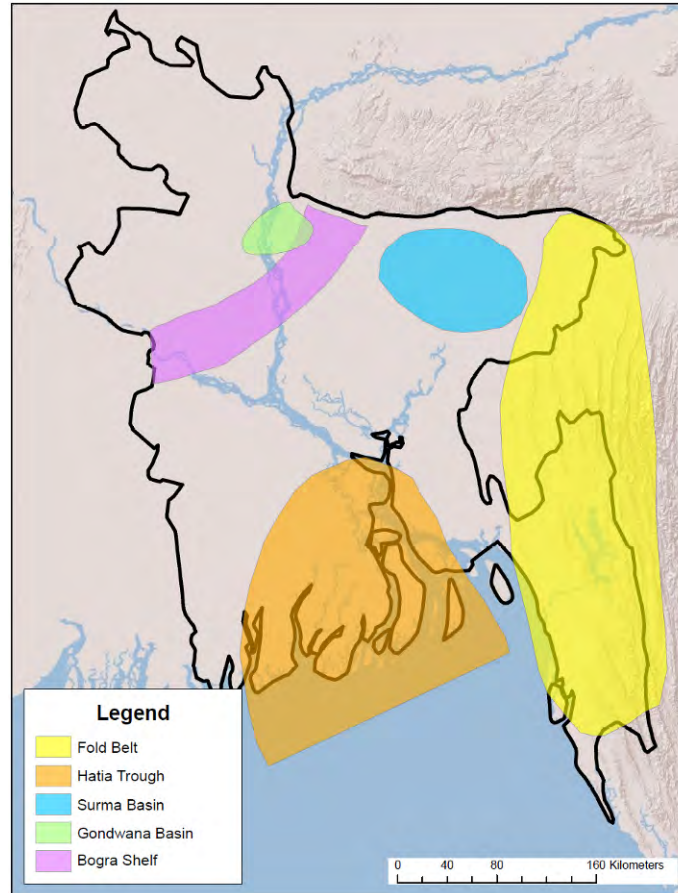 Legend
Fold Belt
Hatia Trough
Surma Basin
Gondwana Basin
Bogra Shelf
0 40 80 160 Kilometers